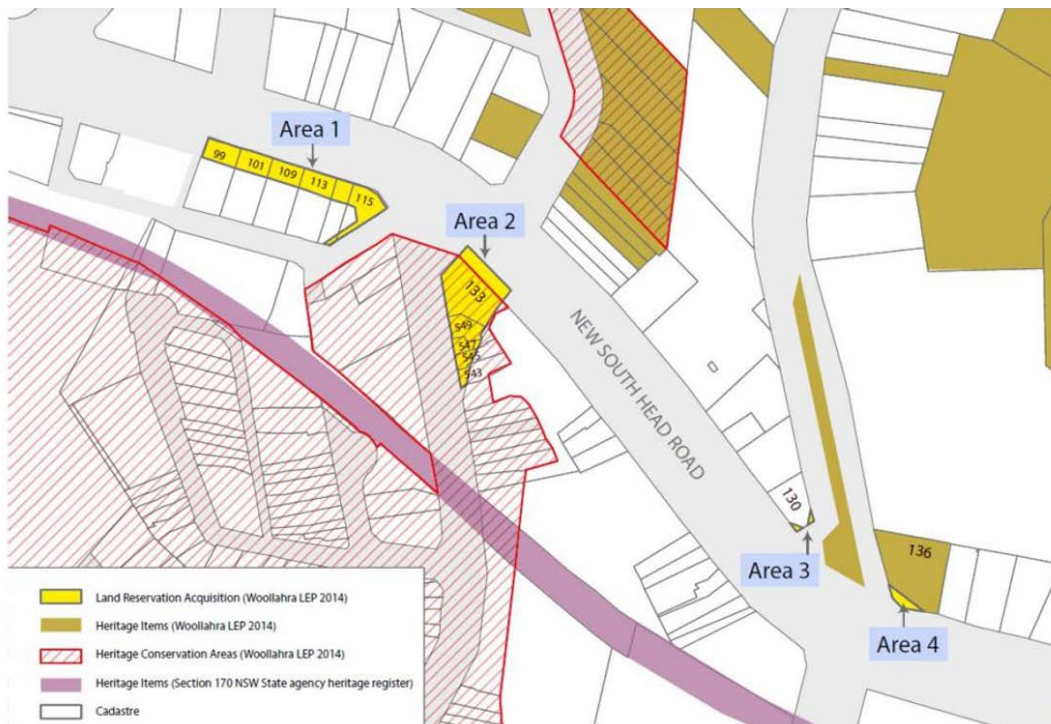 Area 1
99
101
109
113
115
Area 2
133
549
547
545
543
NEW SOUTH HEAD ROAD
130
Area 3
136
Area 4
Land Reservation Acquisition (Woollahra LEP 2014)
Heritage Items (Woollahra LEP 2014)
Heritage Conservation Areas (Woollahra LEP 2014)
Heritage Items (Section 170 NSW State agency heritage register)
Cadastre